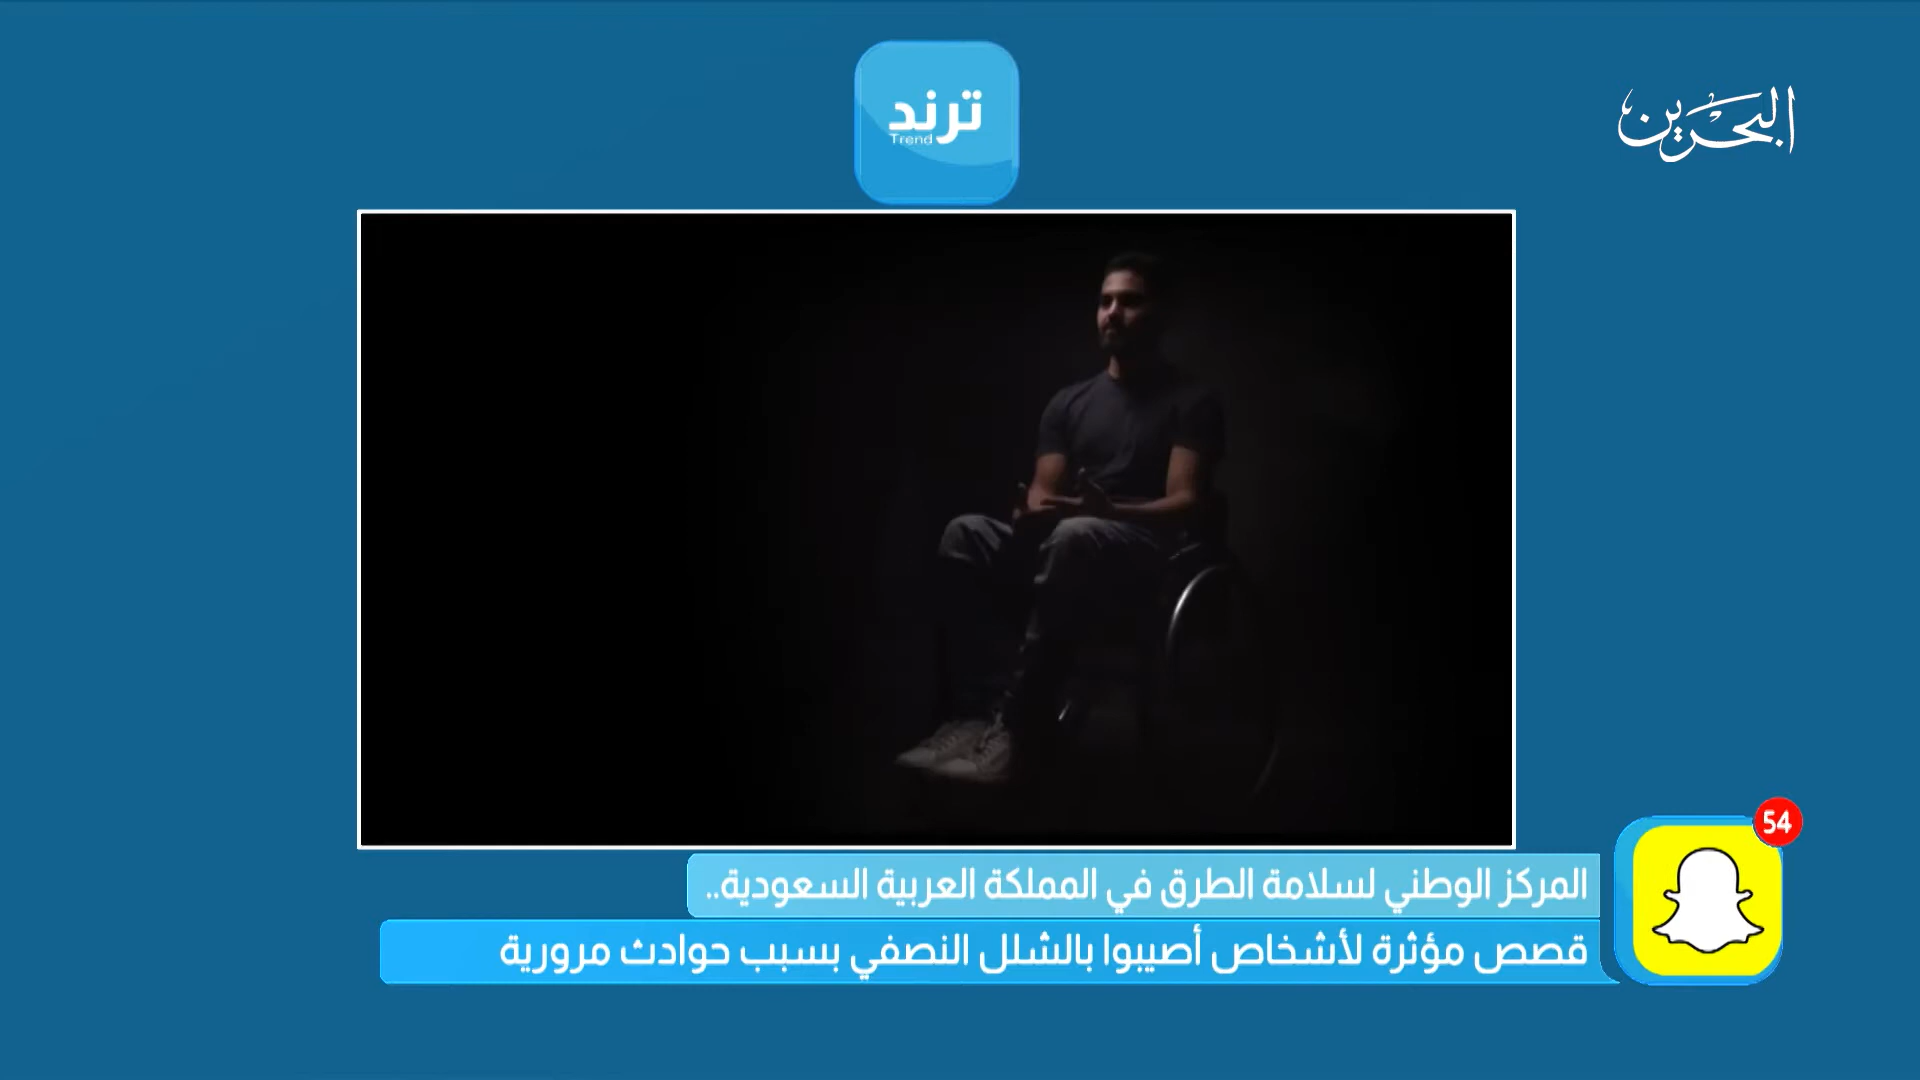 ترند
Trend
البحرين
54
المركز الوطني لسلامة الطرق في المملكة العربية السعودية..
قصص مؤثرة لأشخاص أصيبوا بالشلل النصفي بسبب حوادث مرورية